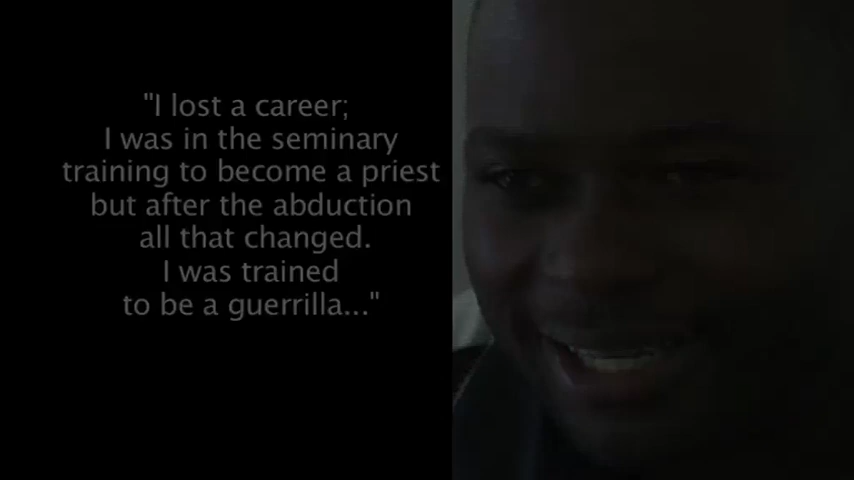 "I lost a career;
I was in the seminary
training to become a priest
but after the abduction
all that changed.
I was trained
to be a guerrilla..."